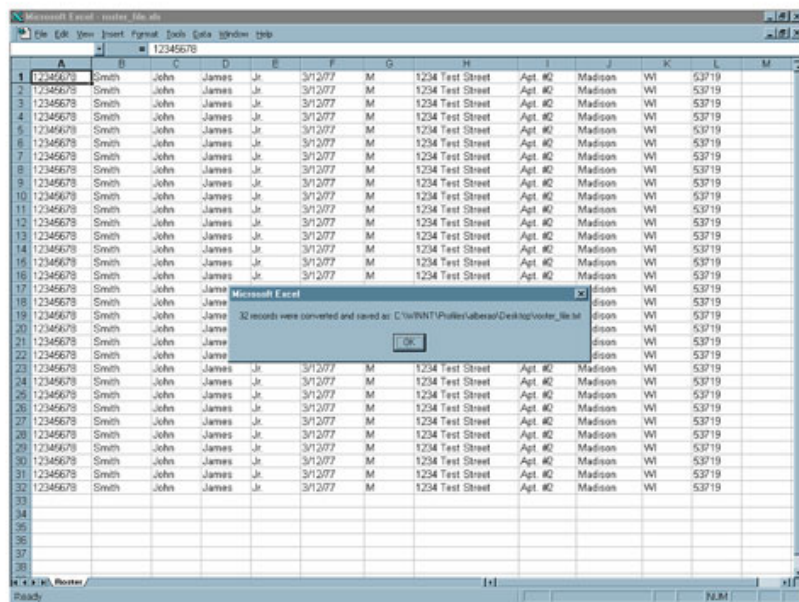 Microsoft Excel - roster_file.xls
File Edit View Insert Format Tools Data Window Help
= 12345678
A B C D E F G H I J K L M
1 12345678 Smith John James Jr. 3/12/77 M 1234 Test Street Apt. #2 Madison WI 53719
2 12345678 Smith John James Jr. 3/12/77 M 1234 Test Street Apt. #2 Madison WI 53719
3 12345678 Smith John James Jr. 3/12/77 M 1234 Test Street Apt. #2 Madison WI 53719
4 12345678 Smith John James Jr. 3/12/77 M 1234 Test Street Apt. #2 Madison WI 53719
5 12345678 Smith John James Jr. 3/12/77 M 1234 Test Street Apt. #2 Madison WI 53719
6 12345678 Smith John James Jr. 3/12/77 M 1234 Test Street Apt. #2 Madison WI 53719
7 12345678 Smith John James Jr. 3/12/77 M 1234 Test Street Apt. #2 Madison WI 53719
8 12345678 Smith John James Jr. 3/12/77 M 1234 Test Street Apt. #2 Madison WI 53719
9 12345678 Smith John James Jr. 3/12/77 M 1234 Test Street Apt. #2 Madison WI 53719
10 12345678 Smith John James Jr. 3/12/77 M 1234 Test Street Apt. #2 Madison WI 53719
11 12345678 Smith John James Jr. 3/12/77 M 1234 Test Street Apt. #2 Madison WI 53719
12 12345678 Smith John James Jr. 3/12/77 M 1234 Test Street Apt. #2 Madison WI 53719
13 12345678 Smith John James Jr. 3/12/77 M 1234 Test Street Apt. #2 Madison WI 53719
14 12345678 Smith John James Jr. 3/12/77 M 1234 Test Street Apt. #2 Madison WI 53719
15 12345678 Smith John James Jr. 3/12/77 M 1234 Test Street Apt. #2 Madison WI 53719
16 12345678 Smith John James Jr. 3/12/77 M 1234 Test Street Apt. #2 Madison WI 53719
17 12345678 Smith John Jame dison WI 53719
18 12345678 Smith John Jame dison WI 53719
19 12345678 Smith John Jame dison WI 53719
20 12345678 Smith John Jame dison WI 53719
21 12345678 Smith John Jame dison WI 53719
22 12345678 Smith John Jame dison WI 53719
Microsoft Excel
32 records were converted and saved as: C:\WINNT\Profiles\alberao\Desktop\roster_file.txt
OK
23 12345678 Smith John James Jr. 3/12/77 M 1234 Test Street Apt. #2 Madison WI 53719
24 12345678 Smith John James Jr. 3/12/77 M 1234 Test Street Apt. #2 Madison WI 53719
25 12345678 Smith John James Jr. 3/12/77 M 1234 Test Street Apt. #2 Madison WI 53719
26 12345678 Smith John James Jr. 3/12/77 M 1234 Test Street Apt. #2 Madison WI 53719
27 12345678 Smith John James Jr. 3/12/77 M 1234 Test Street Apt. #2 Madison WI 53719
28 12345678 Smith John James Jr. 3/12/77 M 1234 Test Street Apt. #2 Madison WI 53719
29 12345678 Smith John James Jr. 3/12/77 M 1234 Test Street Apt. #2 Madison WI 53719
30 12345678 Smith John James Jr. 3/12/77 M 1234 Test Street Apt. #2 Madison WI 53719
31 12345678 Smith John James Jr. 3/12/77 M 1234 Test Street Apt. #2 Madison WI 53719
32 12345678 Smith John James Jr. 3/12/77 M 1234 Test Street Apt. #2 Madison WI 53719
33
34
35
36
37
38
Roster
Ready NUM